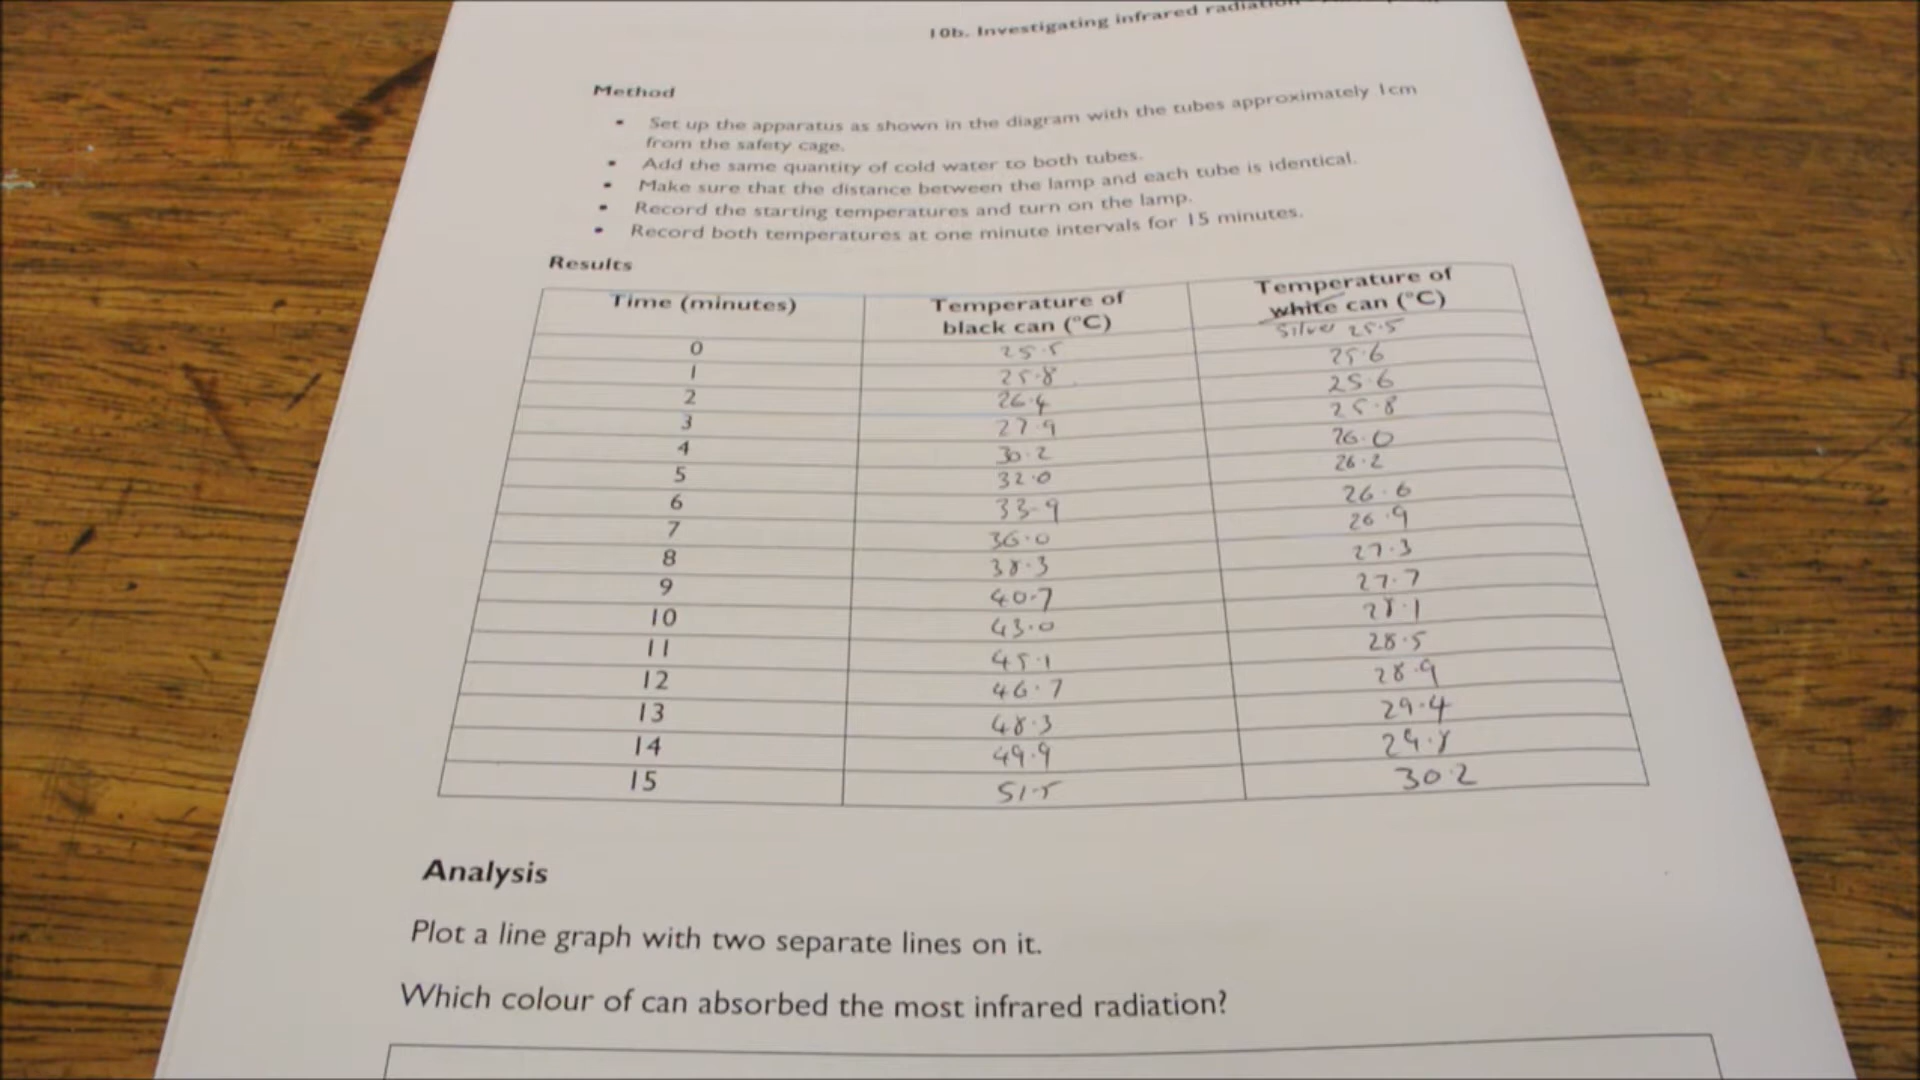 10b. Investigating infrared
Method
• Set up the apparatus as shown in the diagram with the tubes approximately 1cm
from the safety cage.
• Add the same quantity of cold water to both tubes.
• Make sure that the distance between the lamp and each tube is identical.
• Record the starting temperatures and turn on the lamp.
• Record both temperatures at one minute intervals for 15 minutes.
Results
Time (minutes) Temperature of black can (°C) Temperature of white can (°C)
Silver
0 25.5 25.5
1 25.8 25.6
2 26.4 25.6
3 27.9 25.8
4 30.2 26.0
5 32.0 26.2
6 33.9 26.6
7 36.0 26.9
8 38.3 27.3
9 40.7 27.7
10 43.0 28.1
11 45.1 28.5
12 46.7 28.9
13 48.3 29.4
14 49.9 29.8
15 51.5 30.2
Analysis
Plot a line graph with two separate lines on it.
Which colour of can absorbed the most infrared radiation?